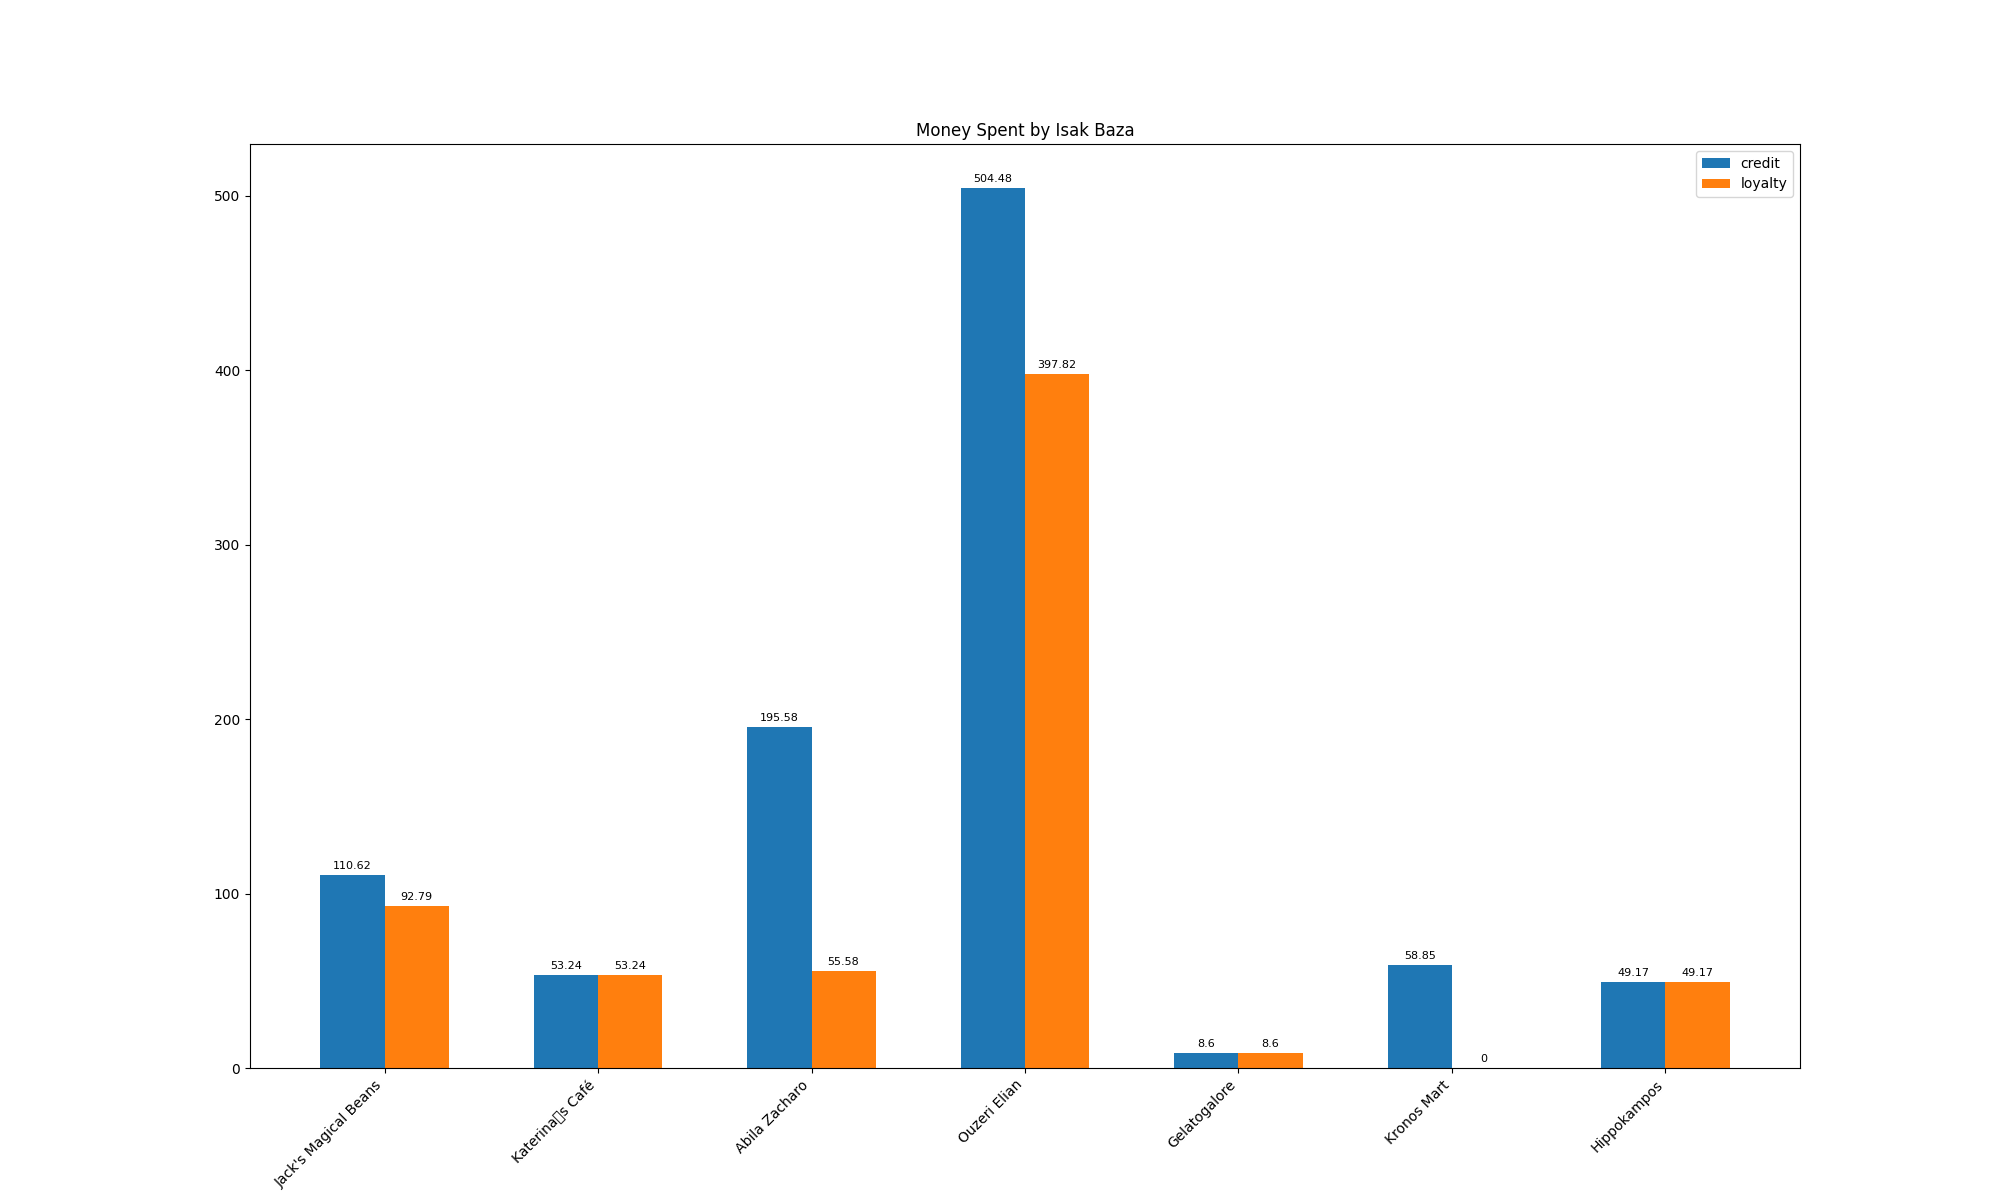 Money Spent by Isak Baza
credit
loyalty
500
400
300
200
100
0
110.62
92.79
53.24
53.24
195.58
55.58
504.48
397.82
8.6
8.6
58.85
0
49.17
49.17
Jack's Magical Beans
Katerina▯s Café
Abila Zacharo
Ouzeri Elian
Gelatogalore
Kronos Mart
Hippokampos